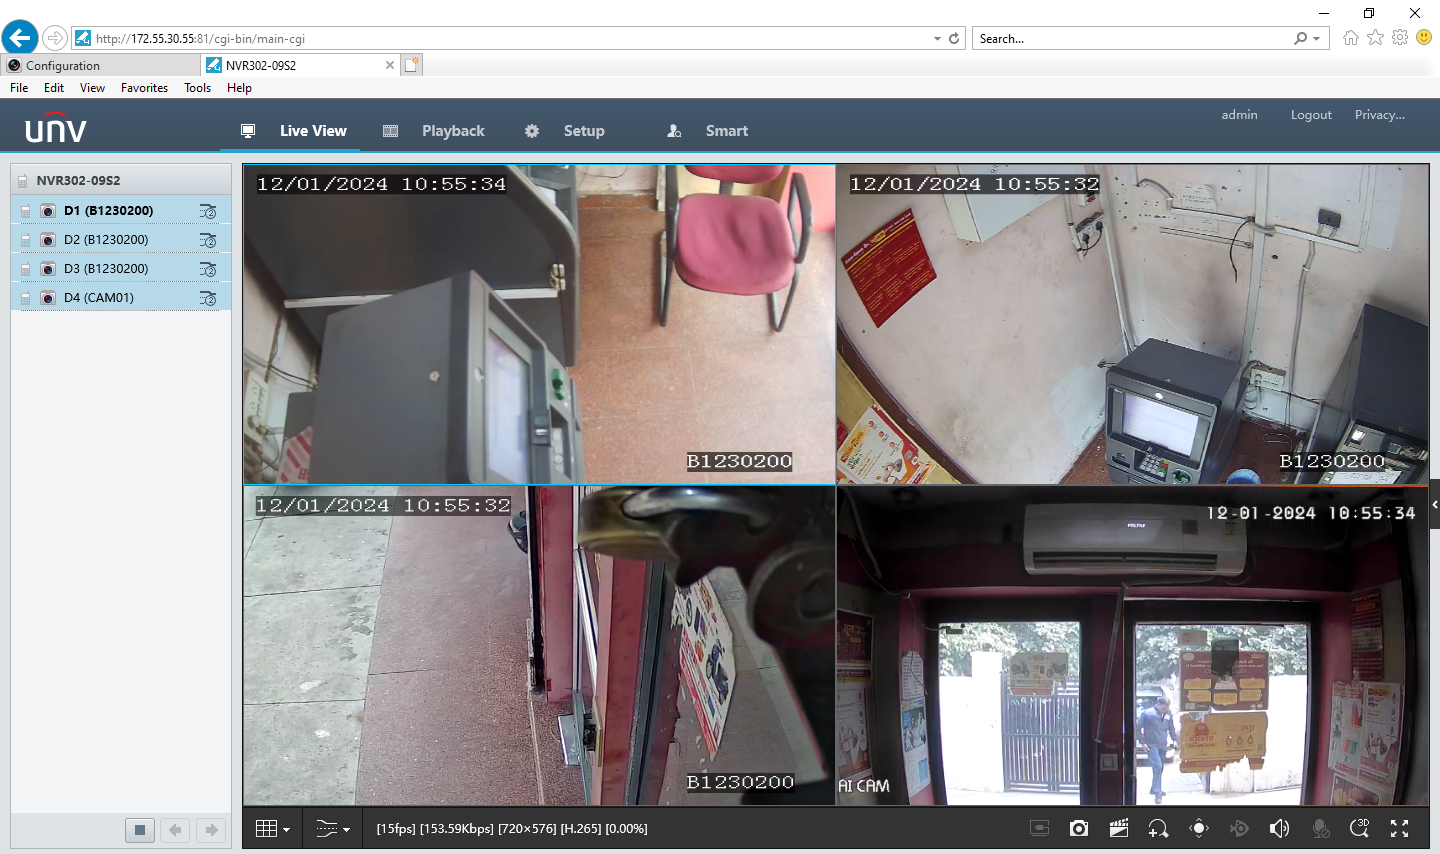 http://172.55.30.55:81/cgi-bin/main-cgi
Search...
Configuration
NVR302-09S2
File Edit View Favorites Tools Help
unv
Live View
Playback
Setup
Smart
admin
Logout
Privacy...
NVR302-09S2
D1 (B1230200)
D2 (B1230200)
D3 (B1230200)
D4 (CAM01)
12/01/2024 10:55:34
B1230200
12/01/2024 10:55:32
B1230200
12/01/2024 10:55:32
B1230200
12-01-2024 10:55:34
VOLTAS
AI CAM
[15fps] [153.59Kbps] [720×576] [H.265] [0.00%]
3D